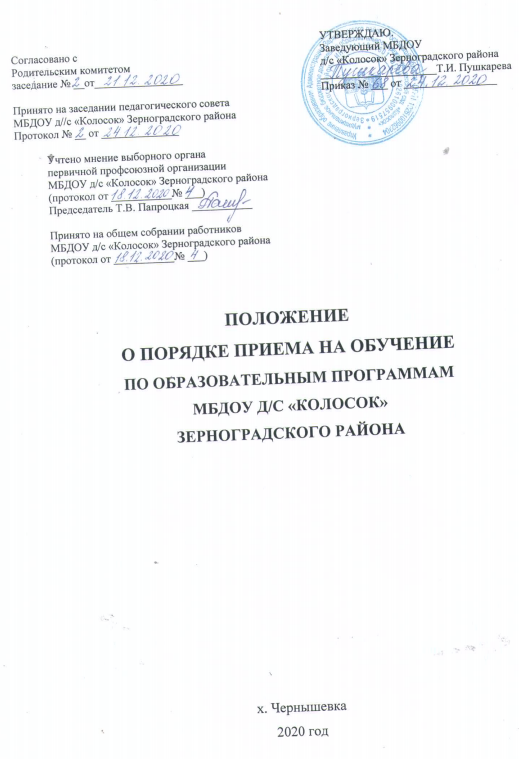 Согласовано с
Родительским комитетом
заседание №2 от 21 12 2020
Принято на заседании педагогического совета
МБДОУ д//с «Колосок» Зерноградского района
Протокол № 2 от 24 12 2020
Учтено мнение выборного органа
первичной профсоюзной организации
МБДОУ д/с «Колосок» Зерноградского района
(протокол от 18.12.2020 № 4)
Председатель Т.В. Папроцкая
Принято на общем собрании работников
МБДОУ д/с «Колосок» Зерноградского района
(протокол от 18.12.2020 № 4)
УТВЕРЖДАЮ:
Заведующий МБДОУ
д/с «Колосок» Зерноградского района
Пушкарева Т.И. Пушкарева
Приказ № от 24.12.2020
ПОЛОЖЕНИЕ
О ПОРЯДКЕ ПРИЕМА НА ОБУЧЕНИЕ
ПО ОБРАЗОВАТЕЛЬНЫМ ПРОГРАММАМ
МБДОУ Д/С «КОЛОСОК»
ЗЕРНОГРАДСКОГО РАЙОНА
х. Чернышевка
2020 год